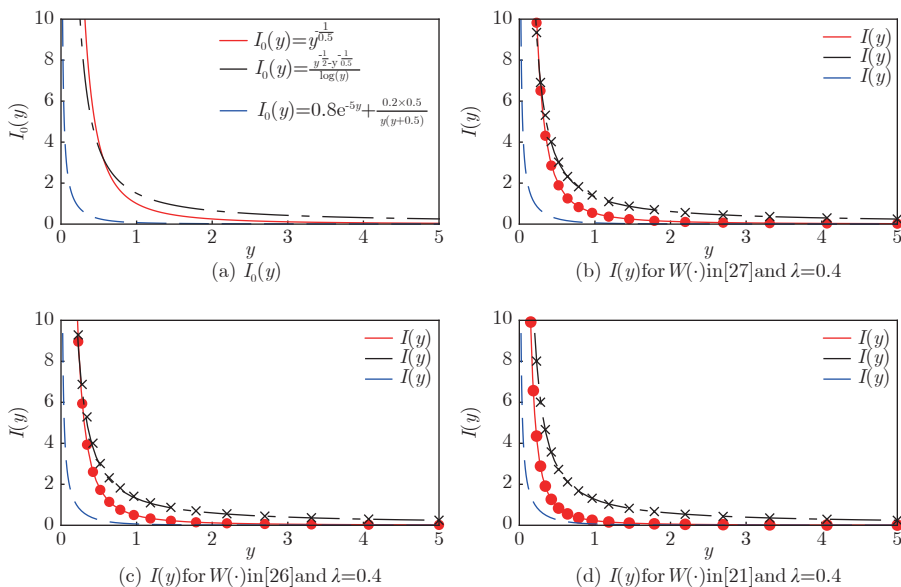 10
8
6
4
2
0
I₀(y)
0 1 2 3 4 5
y
I₀(y)=y^{-1/0.5}
I₀(y)=\frac{y^{-1/2}-y^{-1/0.5}}{log(y)}
I₀(y)=0.8e^{-5y}+\frac{0.2×0.5}{y(y+0.5)}
(a) I₀(y)
10
8
6
4
2
0
I(y)
0 1 2 3 4 5
y
I(y)
I(y)
I(y)
(b) I(y)for W(·)in[27]and λ=0.4
10
8
6
4
2
0
I(y)
0 1 2 3 4 5
y
I(y)
I(y)
I(y)
(c) I(y)for W(·)in[26]and λ=0.4
10
8
6
4
2
0
I(y)
0 1 2 3 4 5
y
I(y)
I(y)
I(y)
(d) I(y)for W(·)in[21]and λ=0.4